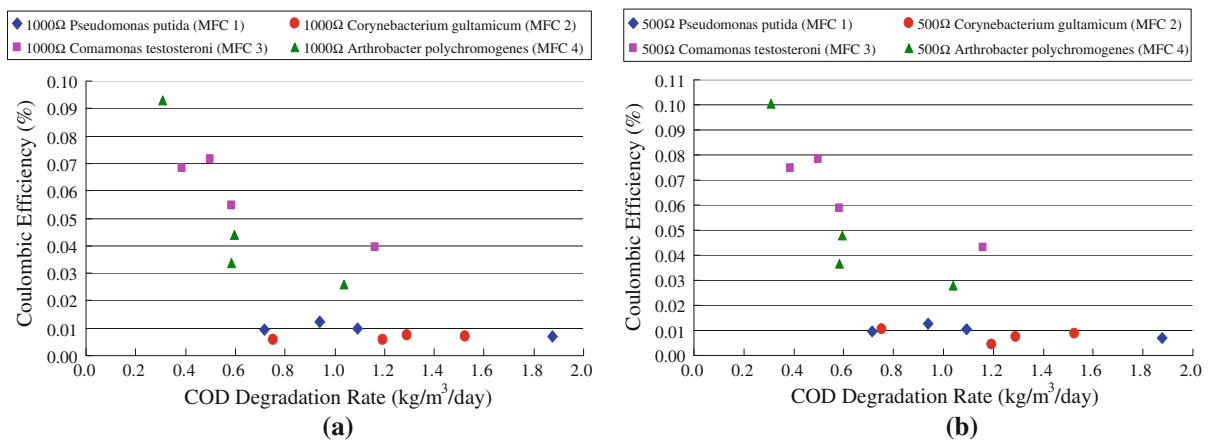 1000Ω Pseudomonas putida (MFC 1)
1000Ω Corynebacterium gultamicum (MFC 2)
1000Ω Comamonas testosteroni (MFC 3)
1000Ω Arthrobacter polychromogenes (MFC 4)
Coulombic Efficiency (%)
0.10
0.09
0.08
0.07
0.06
0.05
0.04
0.03
0.02
0.01
0.00
0.0 0.2 0.4 0.6 0.8 1.0 1.2 1.4 1.6 1.8 2.0
COD Degradation Rate (kg/m³/day)
(a)
500Ω Pseudomonas putida (MFC 1)
500Ω Corynebacterium gultamicum (MFC 2)
500Ω Comamonas testosteroni (MFC 3)
500Ω Arthrobacter polychromogenes (MFC 4)
Coulombic Efficiency (%)
0.11
0.10
0.09
0.08
0.07
0.06
0.05
0.04
0.03
0.02
0.01
0.00
0.0 0.2 0.4 0.6 0.8 1.0 1.2 1.4 1.6 1.8 2.0
COD Degradation Rate (kg/m³/day)
(b)